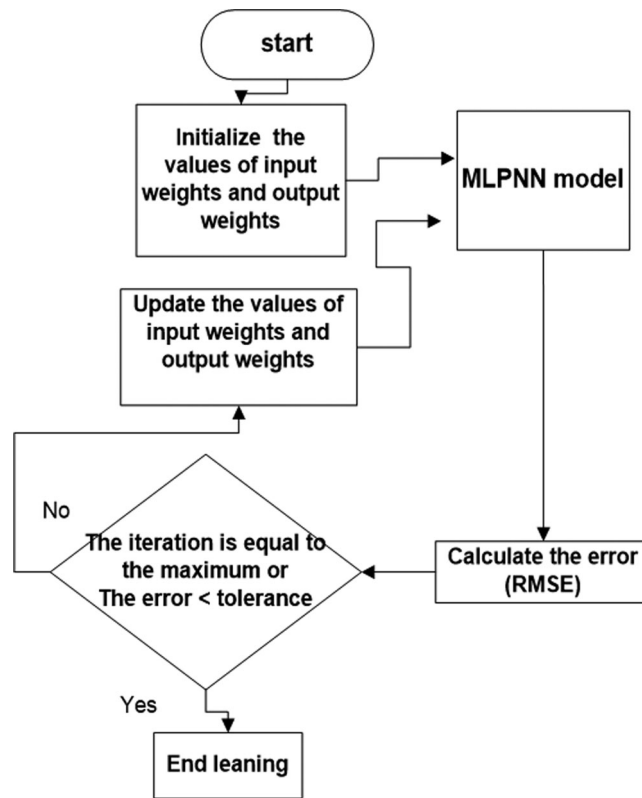 start
Initialize the
values of input
weights and output
weights
MLPNN model
Update the values of
input weights and
output weights
No
The iteration is equal to
the maximum or
The error < tolerance
Calculate the error
(RMSE)
Yes
End leaning